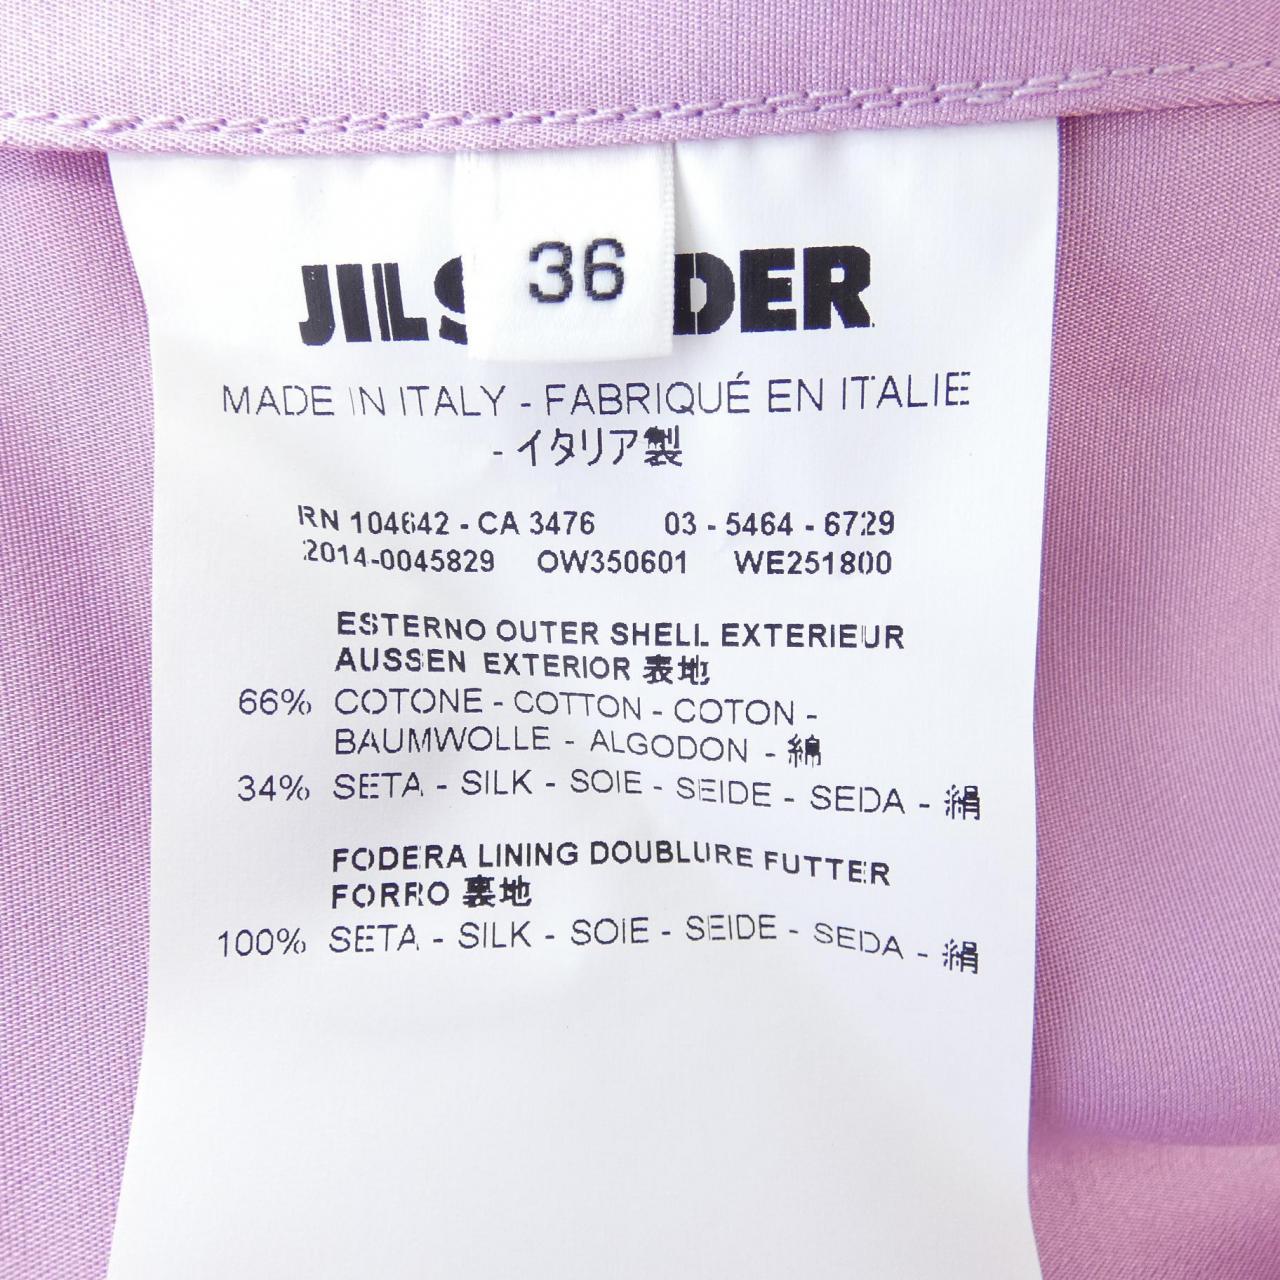 36
JIL S DER
MADE IN ITALY - FABRIQUÉ EN ITALIE
- イタリア製
RN 104642 - CA 3476 03 - 5464 - 6729
2014-0045829 OW350601 WE251800
ESTERNO OUTER SHELL EXTERIEUR
AUSSEN EXTERIOR 表地
66% COTONE - COTTON - COTON -
BAUMWOLLE - ALGODON - 綿
34% SETA - SILK - SOIE - SEIDE - SEDA - 絹
FODERA LINING DOUBLURE FUTTER
FORRO 裏地
100% SETA - SILK - SOIE - SEIDE - SEDA - 絹